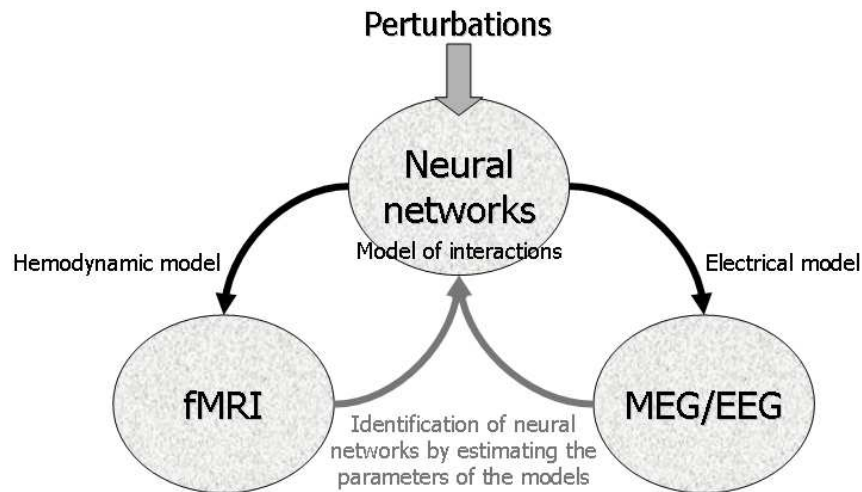 Perturbations
Neural
networks
Model of interactions
Hemodynamic model
Electrical model
fMRI
MEG/EEG
Identification of neural
networks by estimating the
parameters of the models